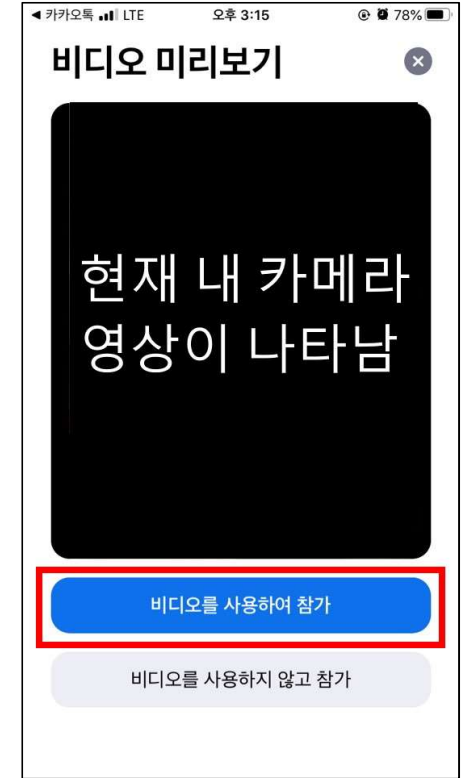 ◀ 카카오톡 LTE 오후 3:15 78%
비디오 미리보기
현재 내 카메라
영상이 나타남
비디오를 사용하여 참가
비디오를 사용하지 않고 참가